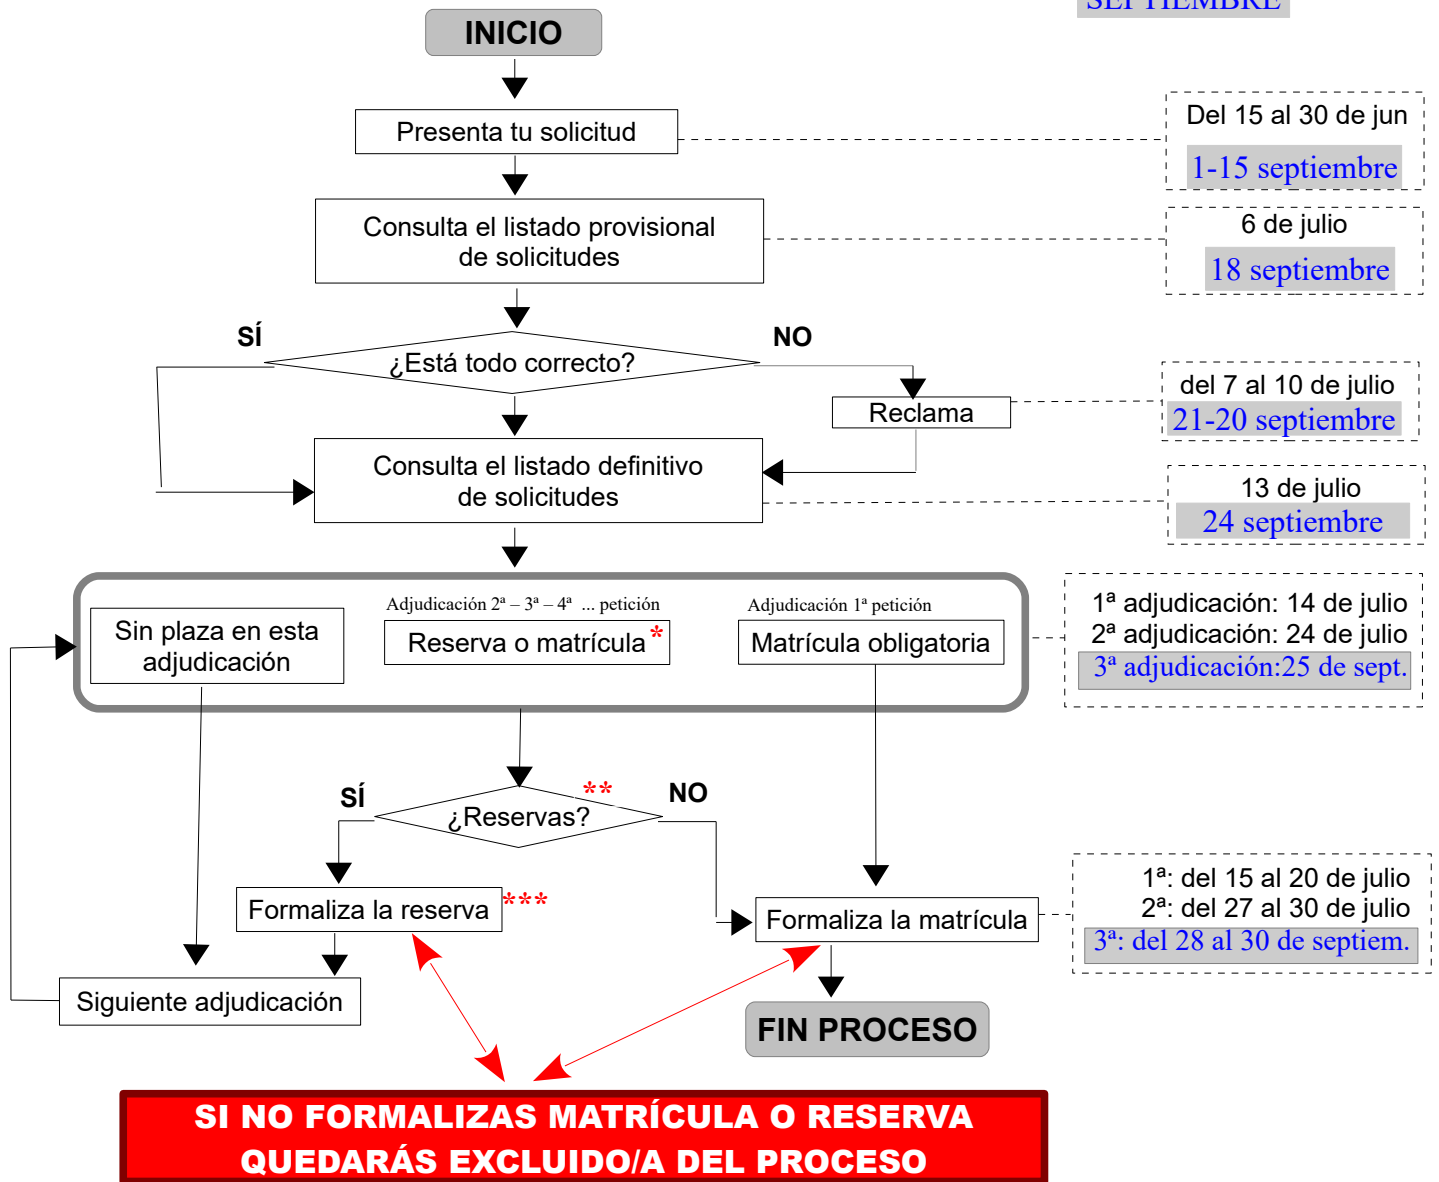 SEPTIEMBRE
INICIO
Presenta tu solicitud
Del 15 al 30 de jun
1-15 septiembre
Consulta el listado provisional
de solicitudes
6 de julio
18 septiembre
SÍ
NO
¿Está todo correcto?
Reclama
del 7 al 10 de julio
21-20 septiembre
Consulta el listado definitivo
de solicitudes
13 de julio
24 septiembre
Sin plaza en esta
adjudicación
Adjudicación 2ª – 3ª – 4ª ... petición
Reserva o matrícula*
Adjudicación 1ª petición
Matrícula obligatoria
1ª adjudicación: 14 de julio
2ª adjudicación: 24 de julio
3ª adjudicación:25 de sept.
SÍ
**
NO
¿Reservas?
Formaliza la reserva ***
Formaliza la matrícula
1ª: del 15 al 20 de julio
2ª: del 27 al 30 de julio
3ª: del 28 al 30 de septiem.
Siguiente adjudicación
FIN PROCESO
SI NO FORMALIZAS MATRÍCULA O RESERVA
QUEDARÁS EXCLUIDO/A DEL PROCESO